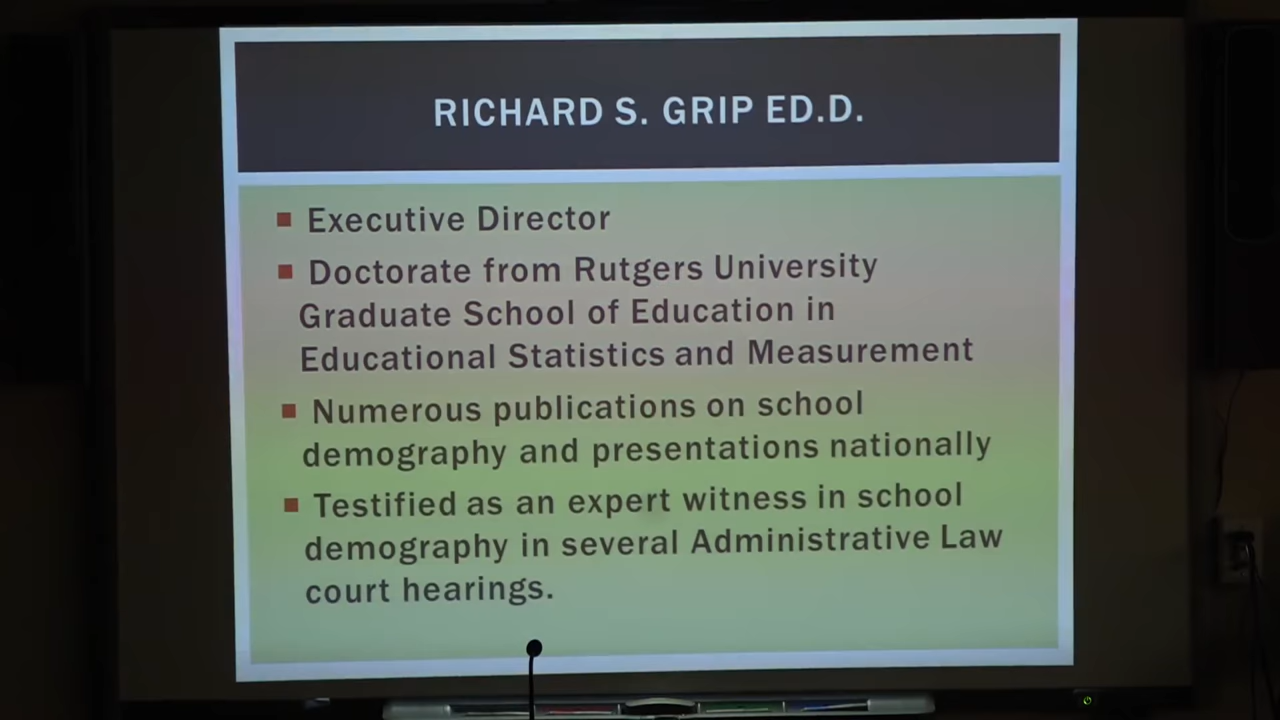 RICHARD S. GRIP ED.D.
Executive Director
Doctorate from Rutgers University
Graduate School of Education in
Educational Statistics and Measurement
Numerous publications on school
demography and presentations nationally
Testified as an expert witness in school
demography in several Administrative Law
court hearings.